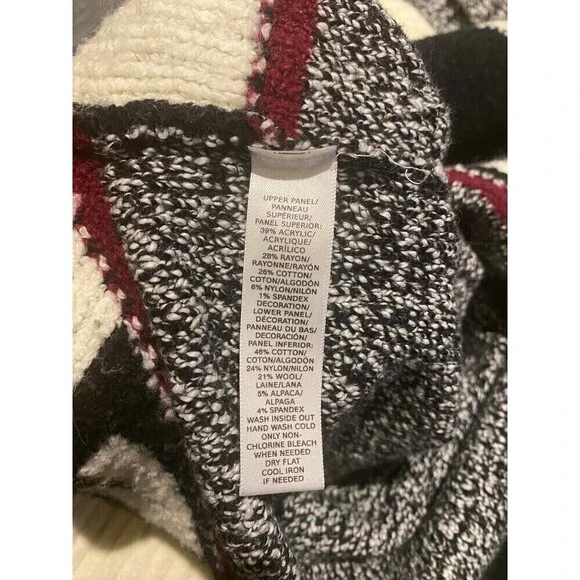 UPPER PANEL/
PANNEAU
SUPÉRIEUR/
PANEL SUPERIOR:
39% ACRYLIC/
ACRYLIQUE/
ACRÍLICO
28% RAYON/
RAYONNE/RAYÓN
26% COTTON/
COTON/ALGODÓN
6% NYLON/NILÓN
1% SPANDEX
DECORATION/
LOWER PANEL/
DÉCORATION/
PANNEAU DU BAS/
DECORACIÓN/
PANEL INFERIOR:
46% COTTON/
COTON/ALGODÓN
24% NYLON/NILÓN
21% WOOL/
LAINE/LANA
5% ALPACA/
ALPAGA
4% SPANDEX
WASH INSIDE OUT
HAND WASH COLD
ONLY NON-
CHLORINE BLEACH
WHEN NEEDED
DRY FLAT
COOL IRON
IF NEEDED